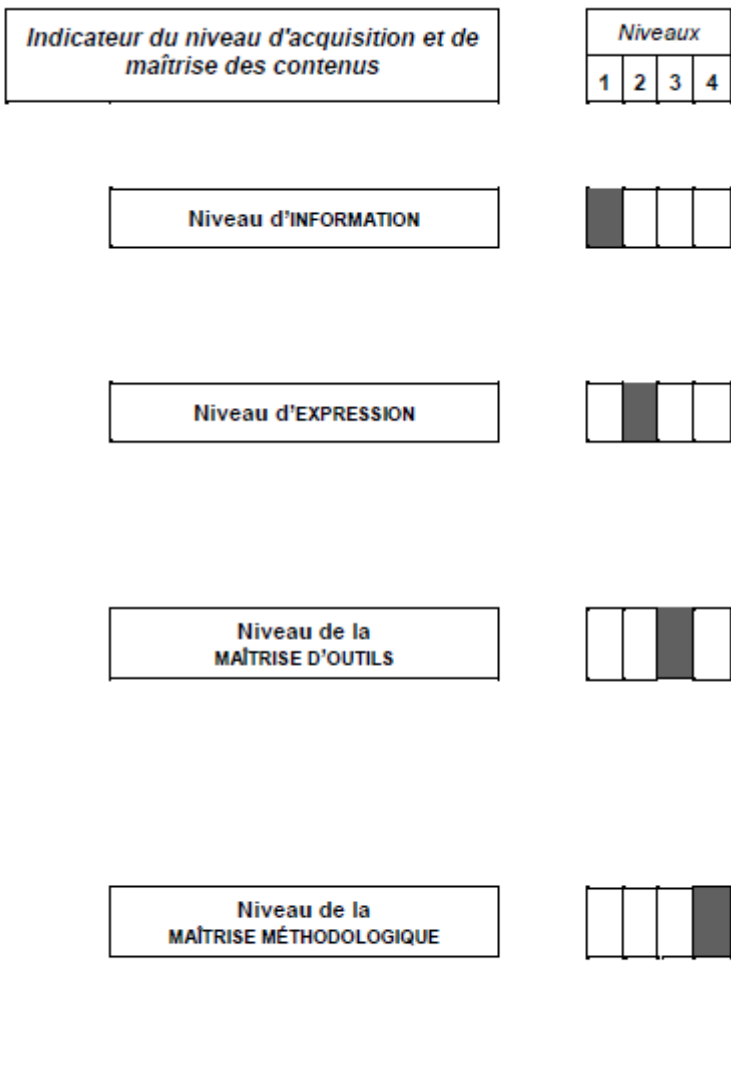 Indicateur du niveau d'acquisition et de
maîtrise des contenus
Niveaux
1 2 3 4
Niveau d'INFORMATION
Niveau d'EXPRESSION
Niveau de la
MAÎTRISE D'OUTILS
Niveau de la
MAÎTRISE MÉTHODOLOGIQUE